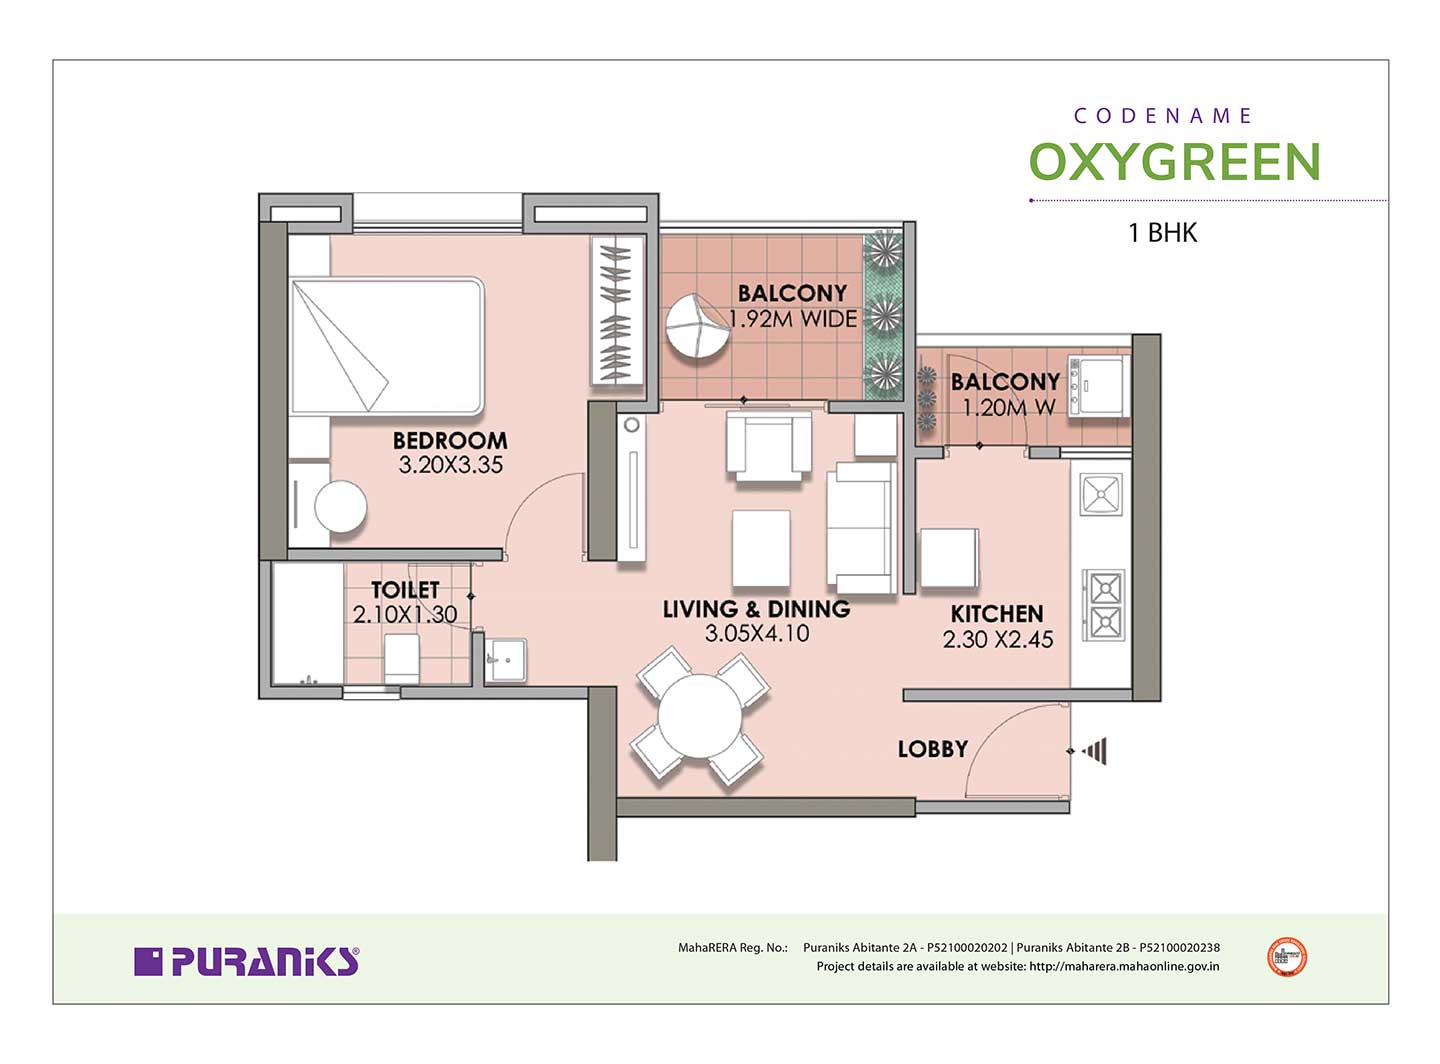 CODENAME
OXYGREEN
1 BHK
BALCONY
1.92M WIDE
BALCONY
1.20M W
BEDROOM
3.20X3.35
TOILET
2.10X1.30
LIVING & DINING
3.05X4.10
KITCHEN
2.30 X2.45
LOBBY
PURANIKS®
MahaRERA Reg. No.: Puraniks Abitante 2A - P52100020202 | Puraniks Abitante 2B - P52100020238
Project details are available at website: http://maharera.mahaonline.gov.in